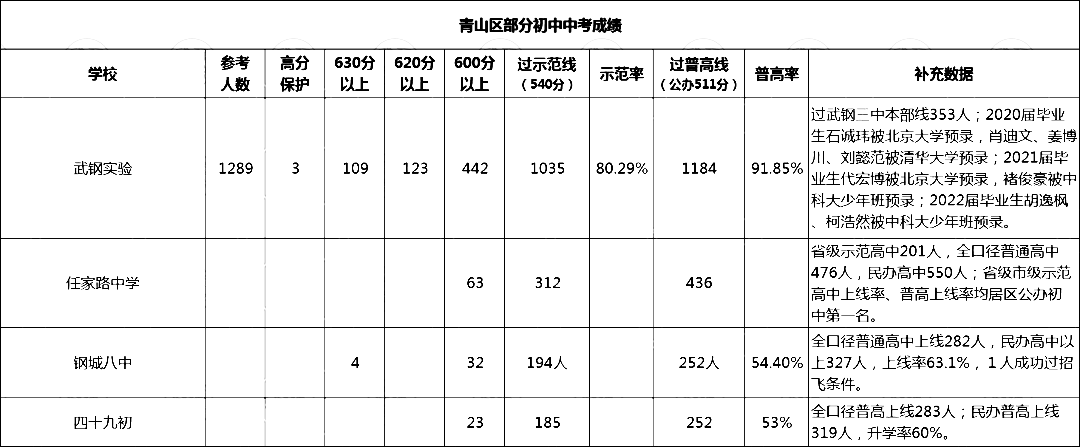 青山区部分初中中考成绩
学校 参考人数 高分保护 630分以上 620分以上 600分以上 过示范线（540分） 示范率 过普高线（公办511分） 普高率 补充数据
武钢实验 1289 3 109 123 442 1035 80.29% 1184 91.85%
过武钢三中本部线353人；2020届毕业
生石诚玮被北京大学预录，肖迪文、姜博
川、刘懿范被清华大学预录；2021届毕
业生代宏博被北京大学预录，褚俊豪被中
科大少年班预录；2022届毕业生胡逸枫
、柯浩然被中科大少年班预录。
任家路中学 63 312 436
省级示范高中201人，全口径普通高中
476人，民办高中550人；省级市级示范
高中上线率、普高上线率均居区公办初
中第一名。
钢城八中 4 32 194人 252人 54.40%
全口径普通高中上线282人，民办高中以
上327人，上线率63.1%，1人成功过招
飞条件。
四十九初 23 185 252 53%
全口径普高上线283人；民办普高上线
319人，升学率60%。